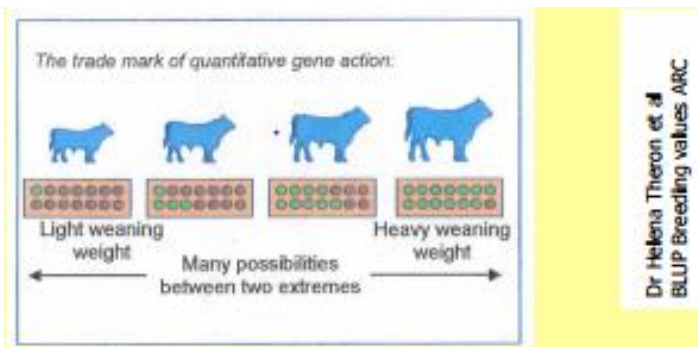 The trade mark of quantitative gene action:
Light weaning
weight
Heavy weaning
weight
Many possibilities
between two extremes
Dr Helena Theron et al
BLUP Breeding values ARC